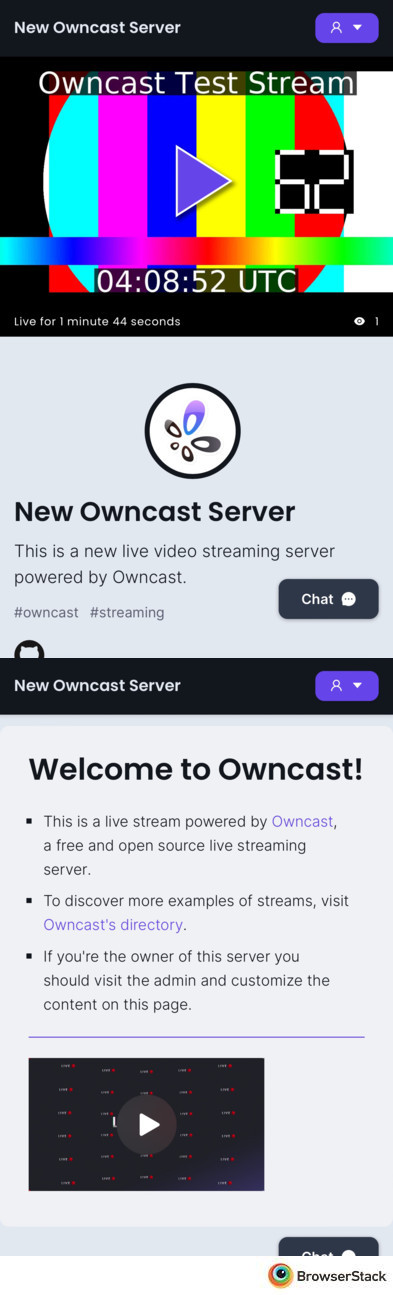 New Owncast Server
Owncast Test Stream
62
04:08:52 UTC
Live for 1 minute 44 seconds
1
New Owncast Server
This is a new live video streaming server
powered by Owncast.
Chat
#owncast #streaming
New Owncast Server
Welcome to Owncast!
This is a live stream powered by Owncast,
a free and open source live streaming
server.
To discover more examples of streams, visit
Owncast's directory.
If you're the owner of this server you
should visit the admin and customize the
content on this page.
Chat
BrowserStack